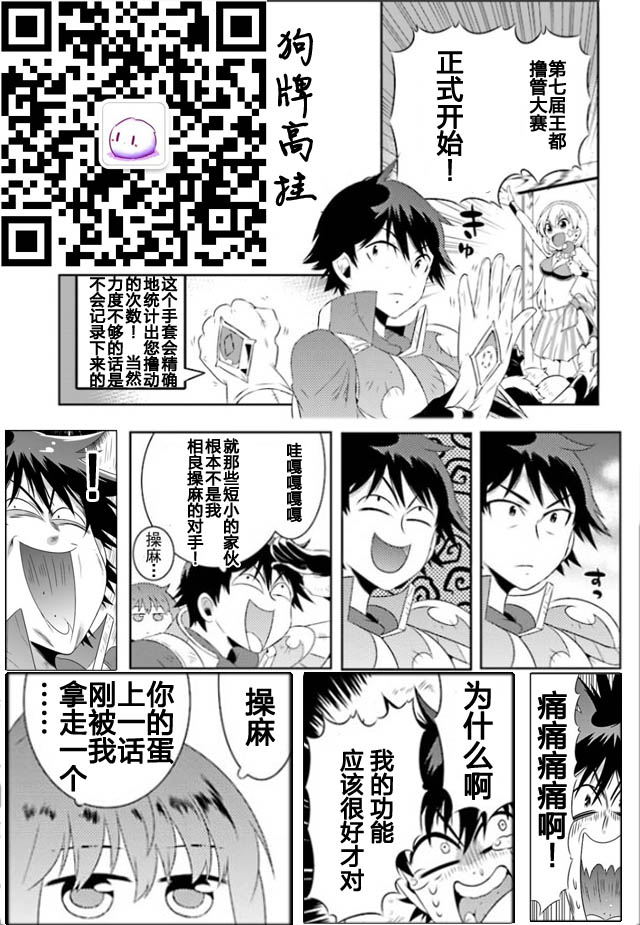 狗牌高挂
第七届王都
撸管大赛
正式开始！
きゅっ
这个手套会精确
地统计出您撸动
的次数！ 当然
力度不够的话是
不会记录下来的
すっ
哇嘎嘎嘎嘎
就那些短小的家伙
根本不是我
相良操麻的对手！
操麻…
！
痛痛痛痛啊！
为什么啊
我的功能
应该很好才对
操麻
你的蛋
上一话
刚被我
拿走一个
……